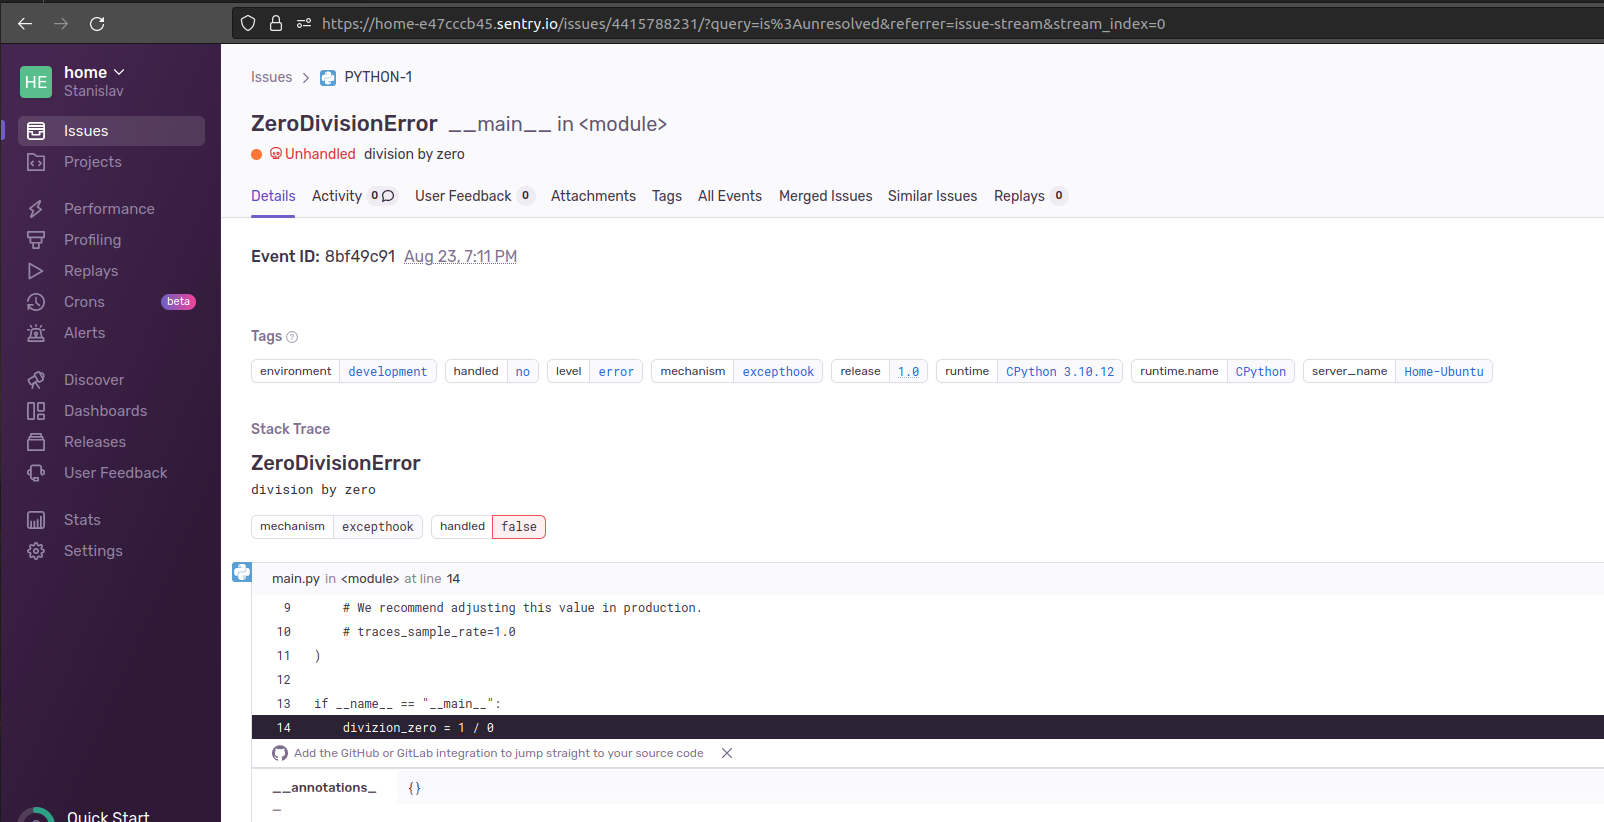 https://home-e47cccb45.sentry.io/issues/4415788231/?query=is%3Aunresolved&referrer=issue-stream&stream_index=0
HE
home
Stanislav
Issues
Projects
Performance
Profiling
Replays
Crons beta
Alerts
Discover
Dashboards
Releases
User Feedback
Stats
Settings
Quick Start
Issues > PYTHON-1
ZeroDivisionError __main__ in <module>
Unhandled division by zero
Details Activity 0 User Feedback 0 Attachments Tags All Events Merged Issues Similar Issues Replays 0
Event ID: 8bf49c91 Aug 23, 7:11 PM
Tags ?
environment development handled no level error mechanism excepthook release 1.0 runtime CPython 3.10.12 runtime.name CPython server_name Home-Ubuntu
Stack Trace
ZeroDivisionError
division by zero
mechanism excepthook handled false
main.py in <module> at line 14
9 # We recommend adjusting this value in production.
10 # traces_sample_rate=1.0
11 )
12
13 if __name__ == "__main__":
14 divizion_zero = 1 / 0
Add the GitHub or GitLab integration to jump straight to your source code
__annotations_ {}
_